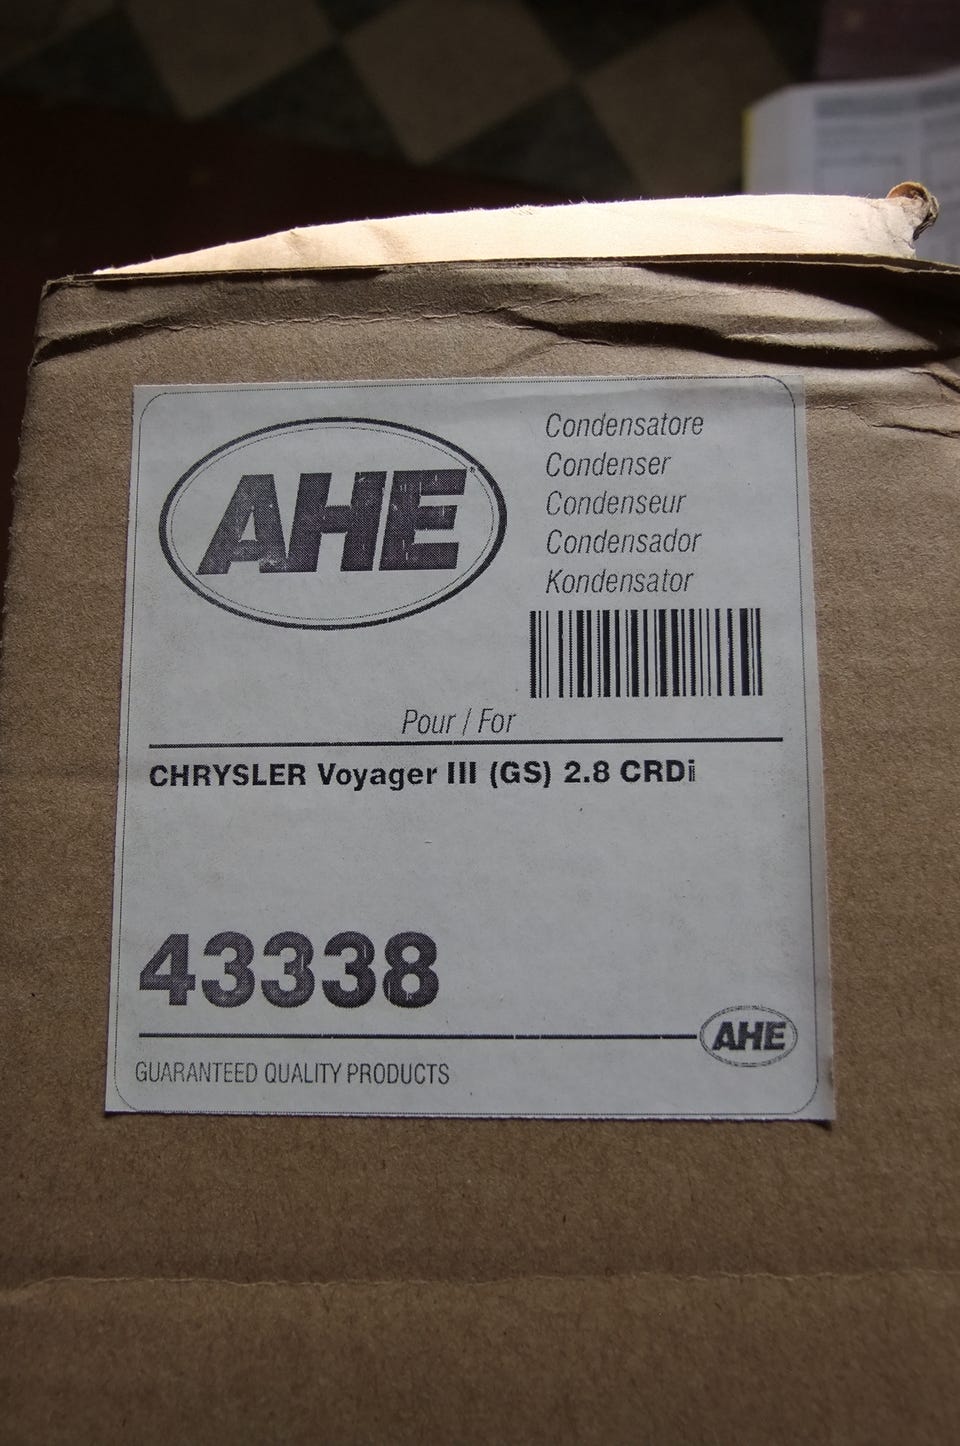 AHE
Condensatore
Condenser
Condenseur
Condensador
Kondensator
Pour / For
CHRYSLER Voyager III (GS) 2.8 CRDi
43338
AHE
GUARANTEED QUALITY PRODUCTS